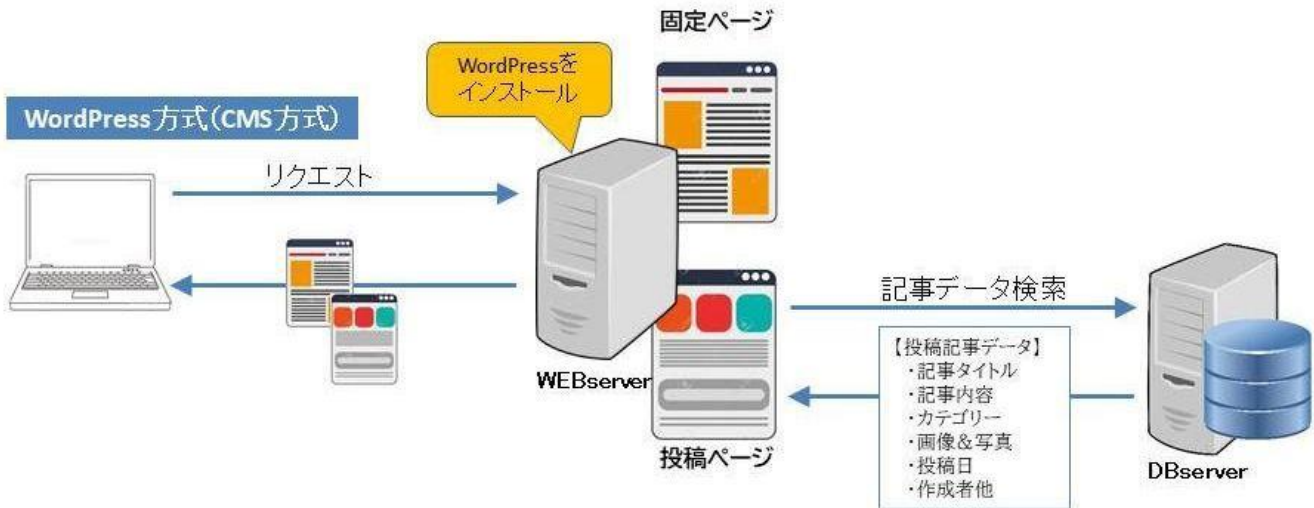 固定ページ
WordPressを
インストール
WordPress方式(CMS方式)
リクエスト
WEBserver
投稿ページ
記事データ検索
【投稿記事データ】
・記事タイトル
・記事内容
・カテゴリー
・画像&写真
・投稿日
・作成者他
DBserver